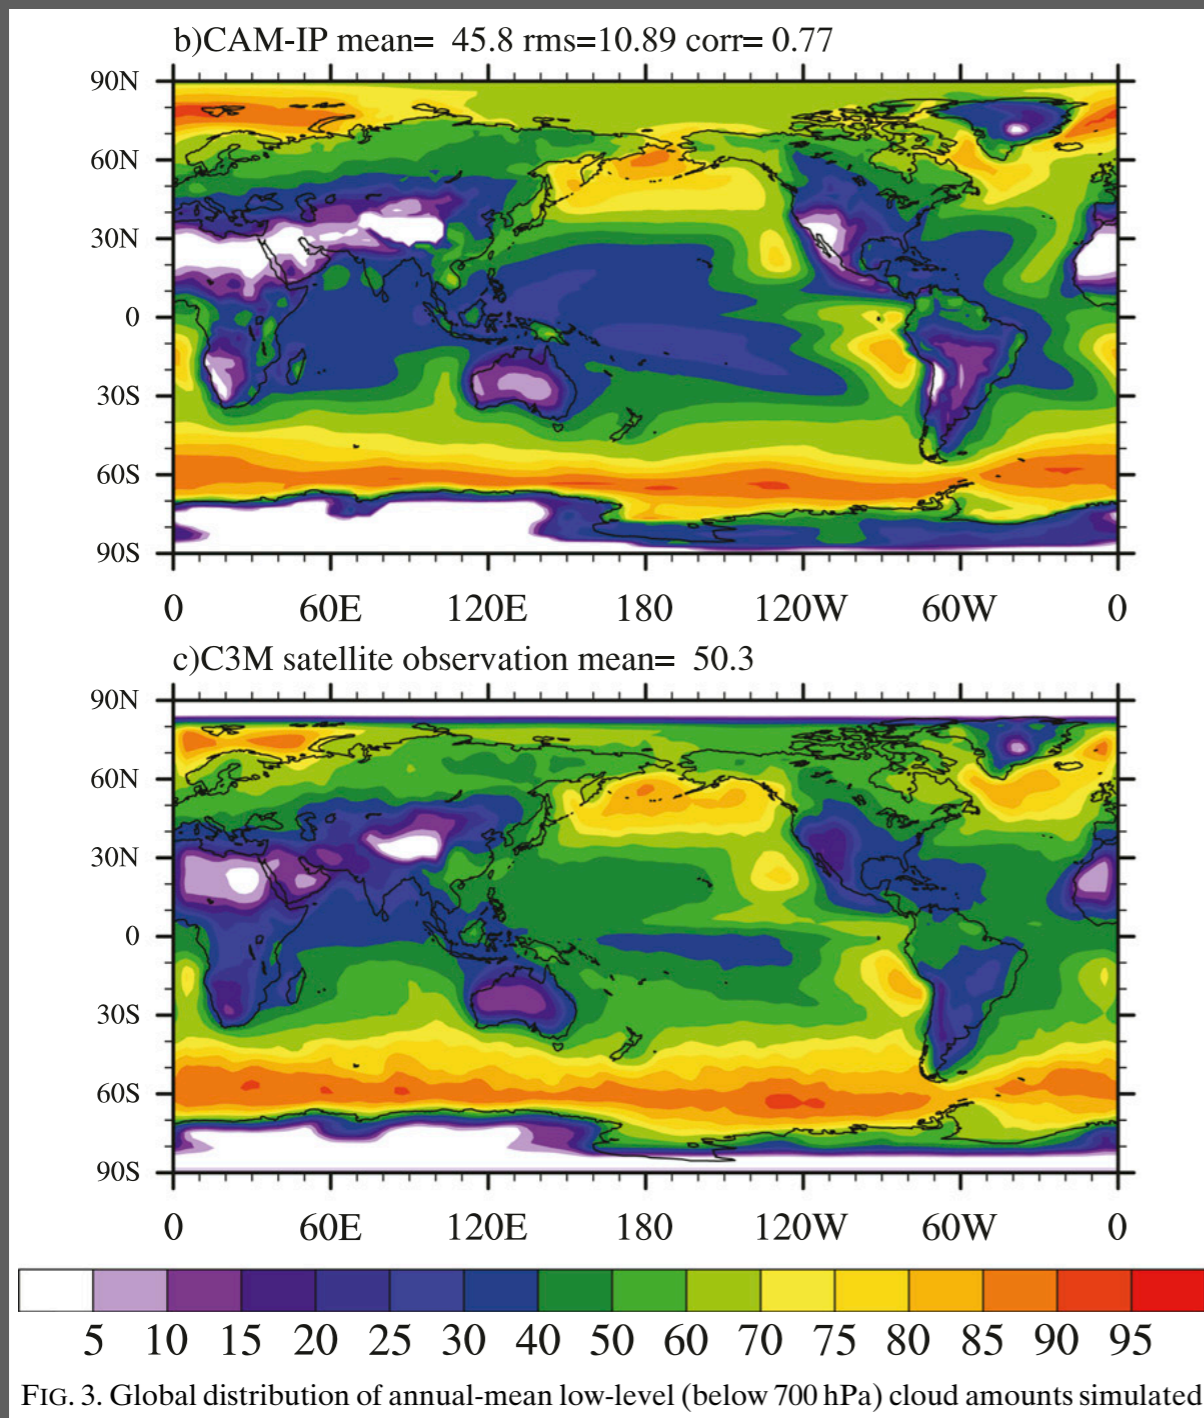 b)CAM-IP mean= 45.8 rms=10.89 corr= 0.77
90N
60N
30N
0
30S
60S
90S
0 60E 120E 180 120W 60W 0
c)C3M satellite observation mean= 50.3
90N
60N
30N
0
30S
60S
90S
0 60E 120E 180 120W 60W 0
5 10 15 20 25 30 40 50 60 70 75 80 85 90 95
FIG. 3. Global distribution of annual-mean low-level (below 700 hPa) cloud amounts simulated